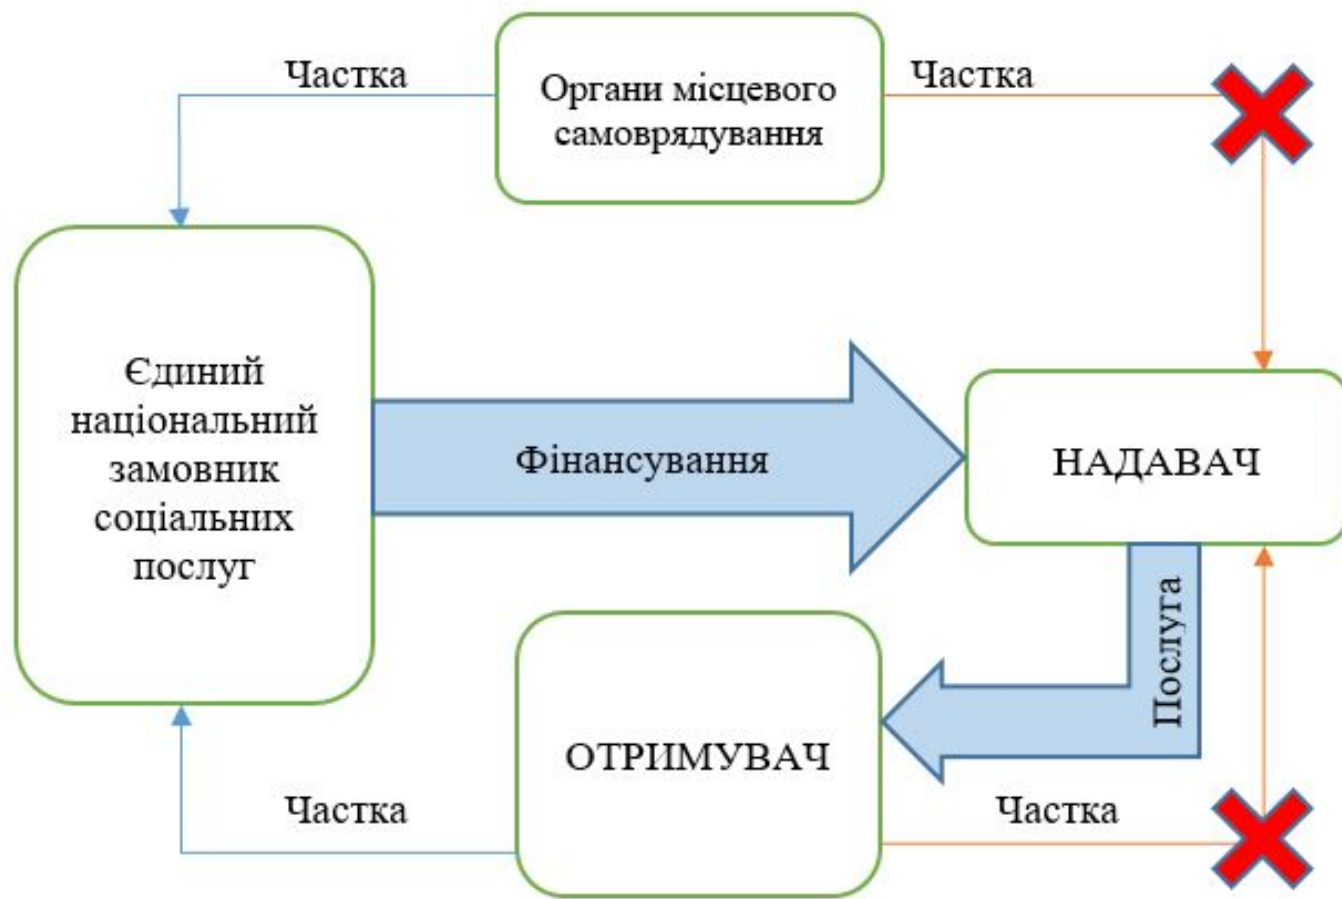 Частка
Органи місцевого
самоврядування
Частка
Єдиний
національний
замовник
соціальних
послуг
Фінансування
НАДАВАЧ
Послуга
ОТРИМУВАЧ
Частка
Частка